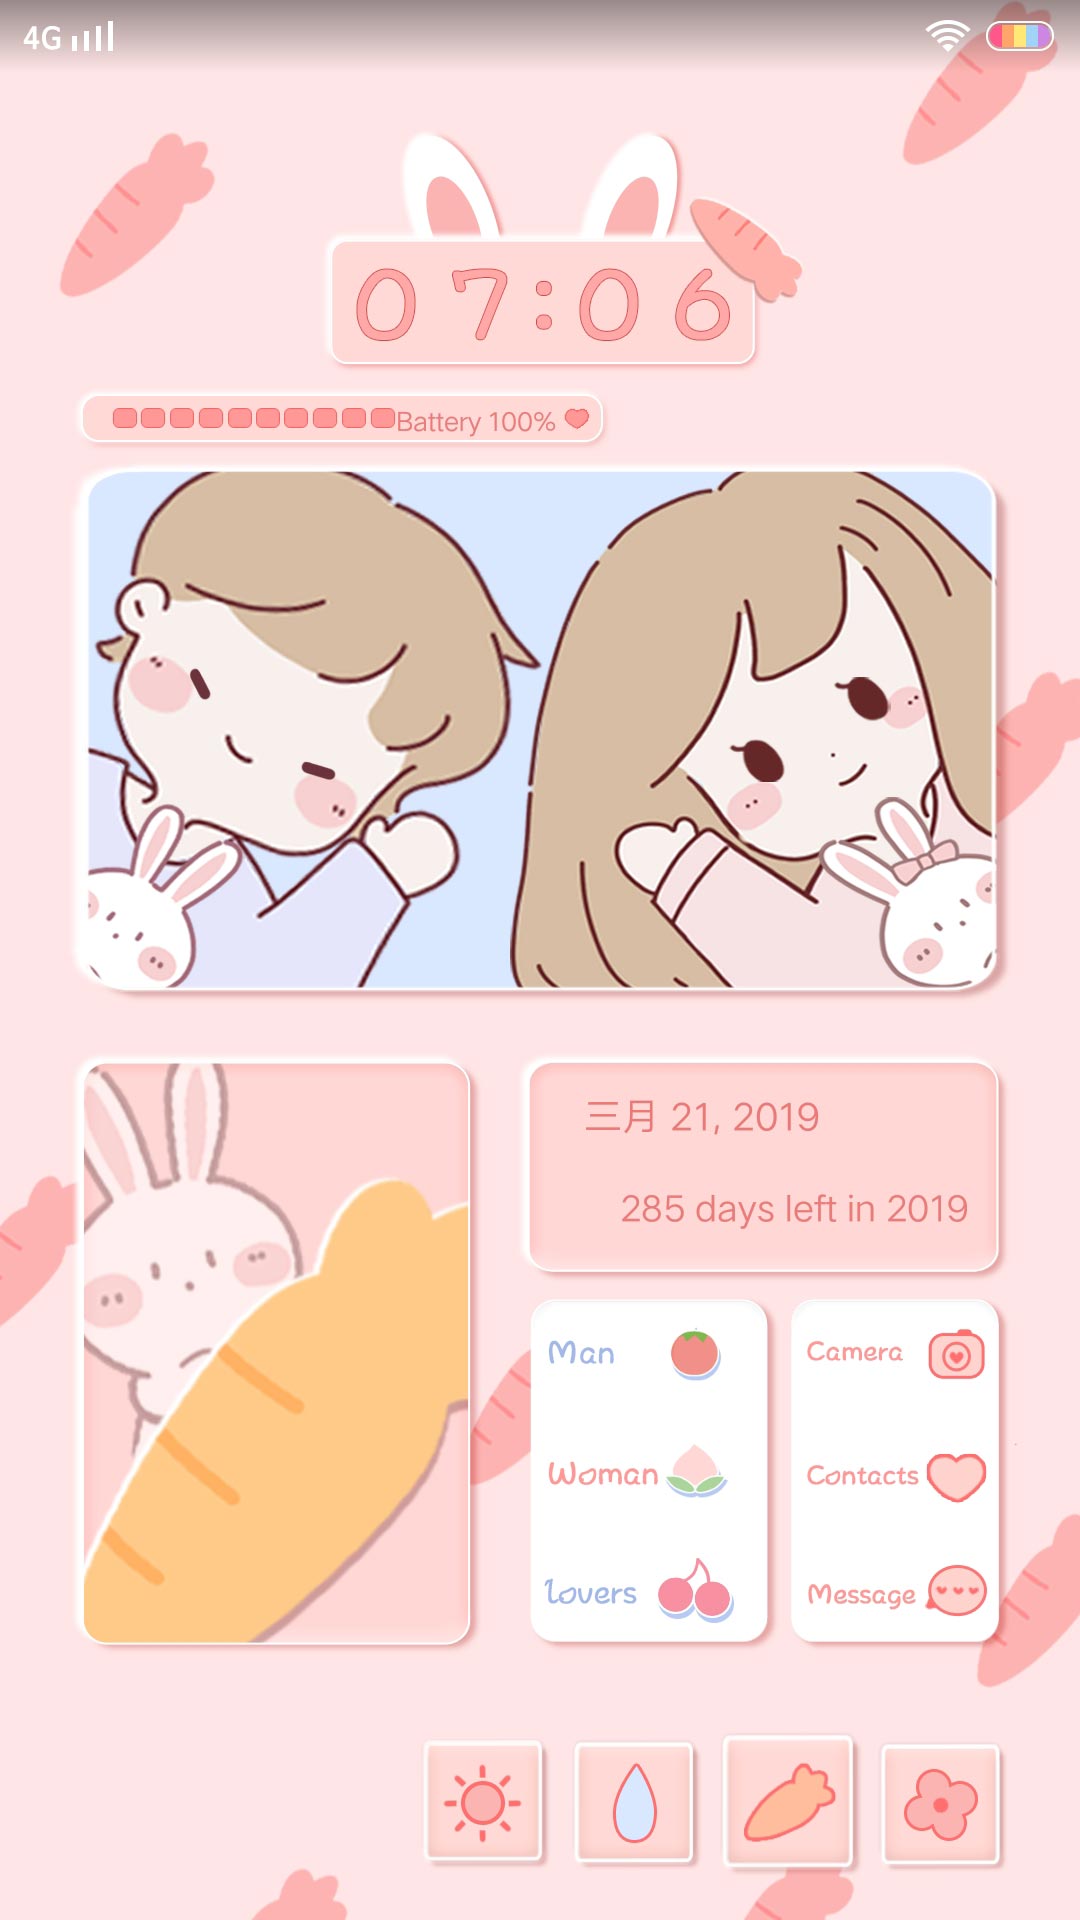 4G
07:06
Battery 100%
三月 21, 2019
285 days left in 2019
Man
Woman
lovers
Camera
Contacts
Message